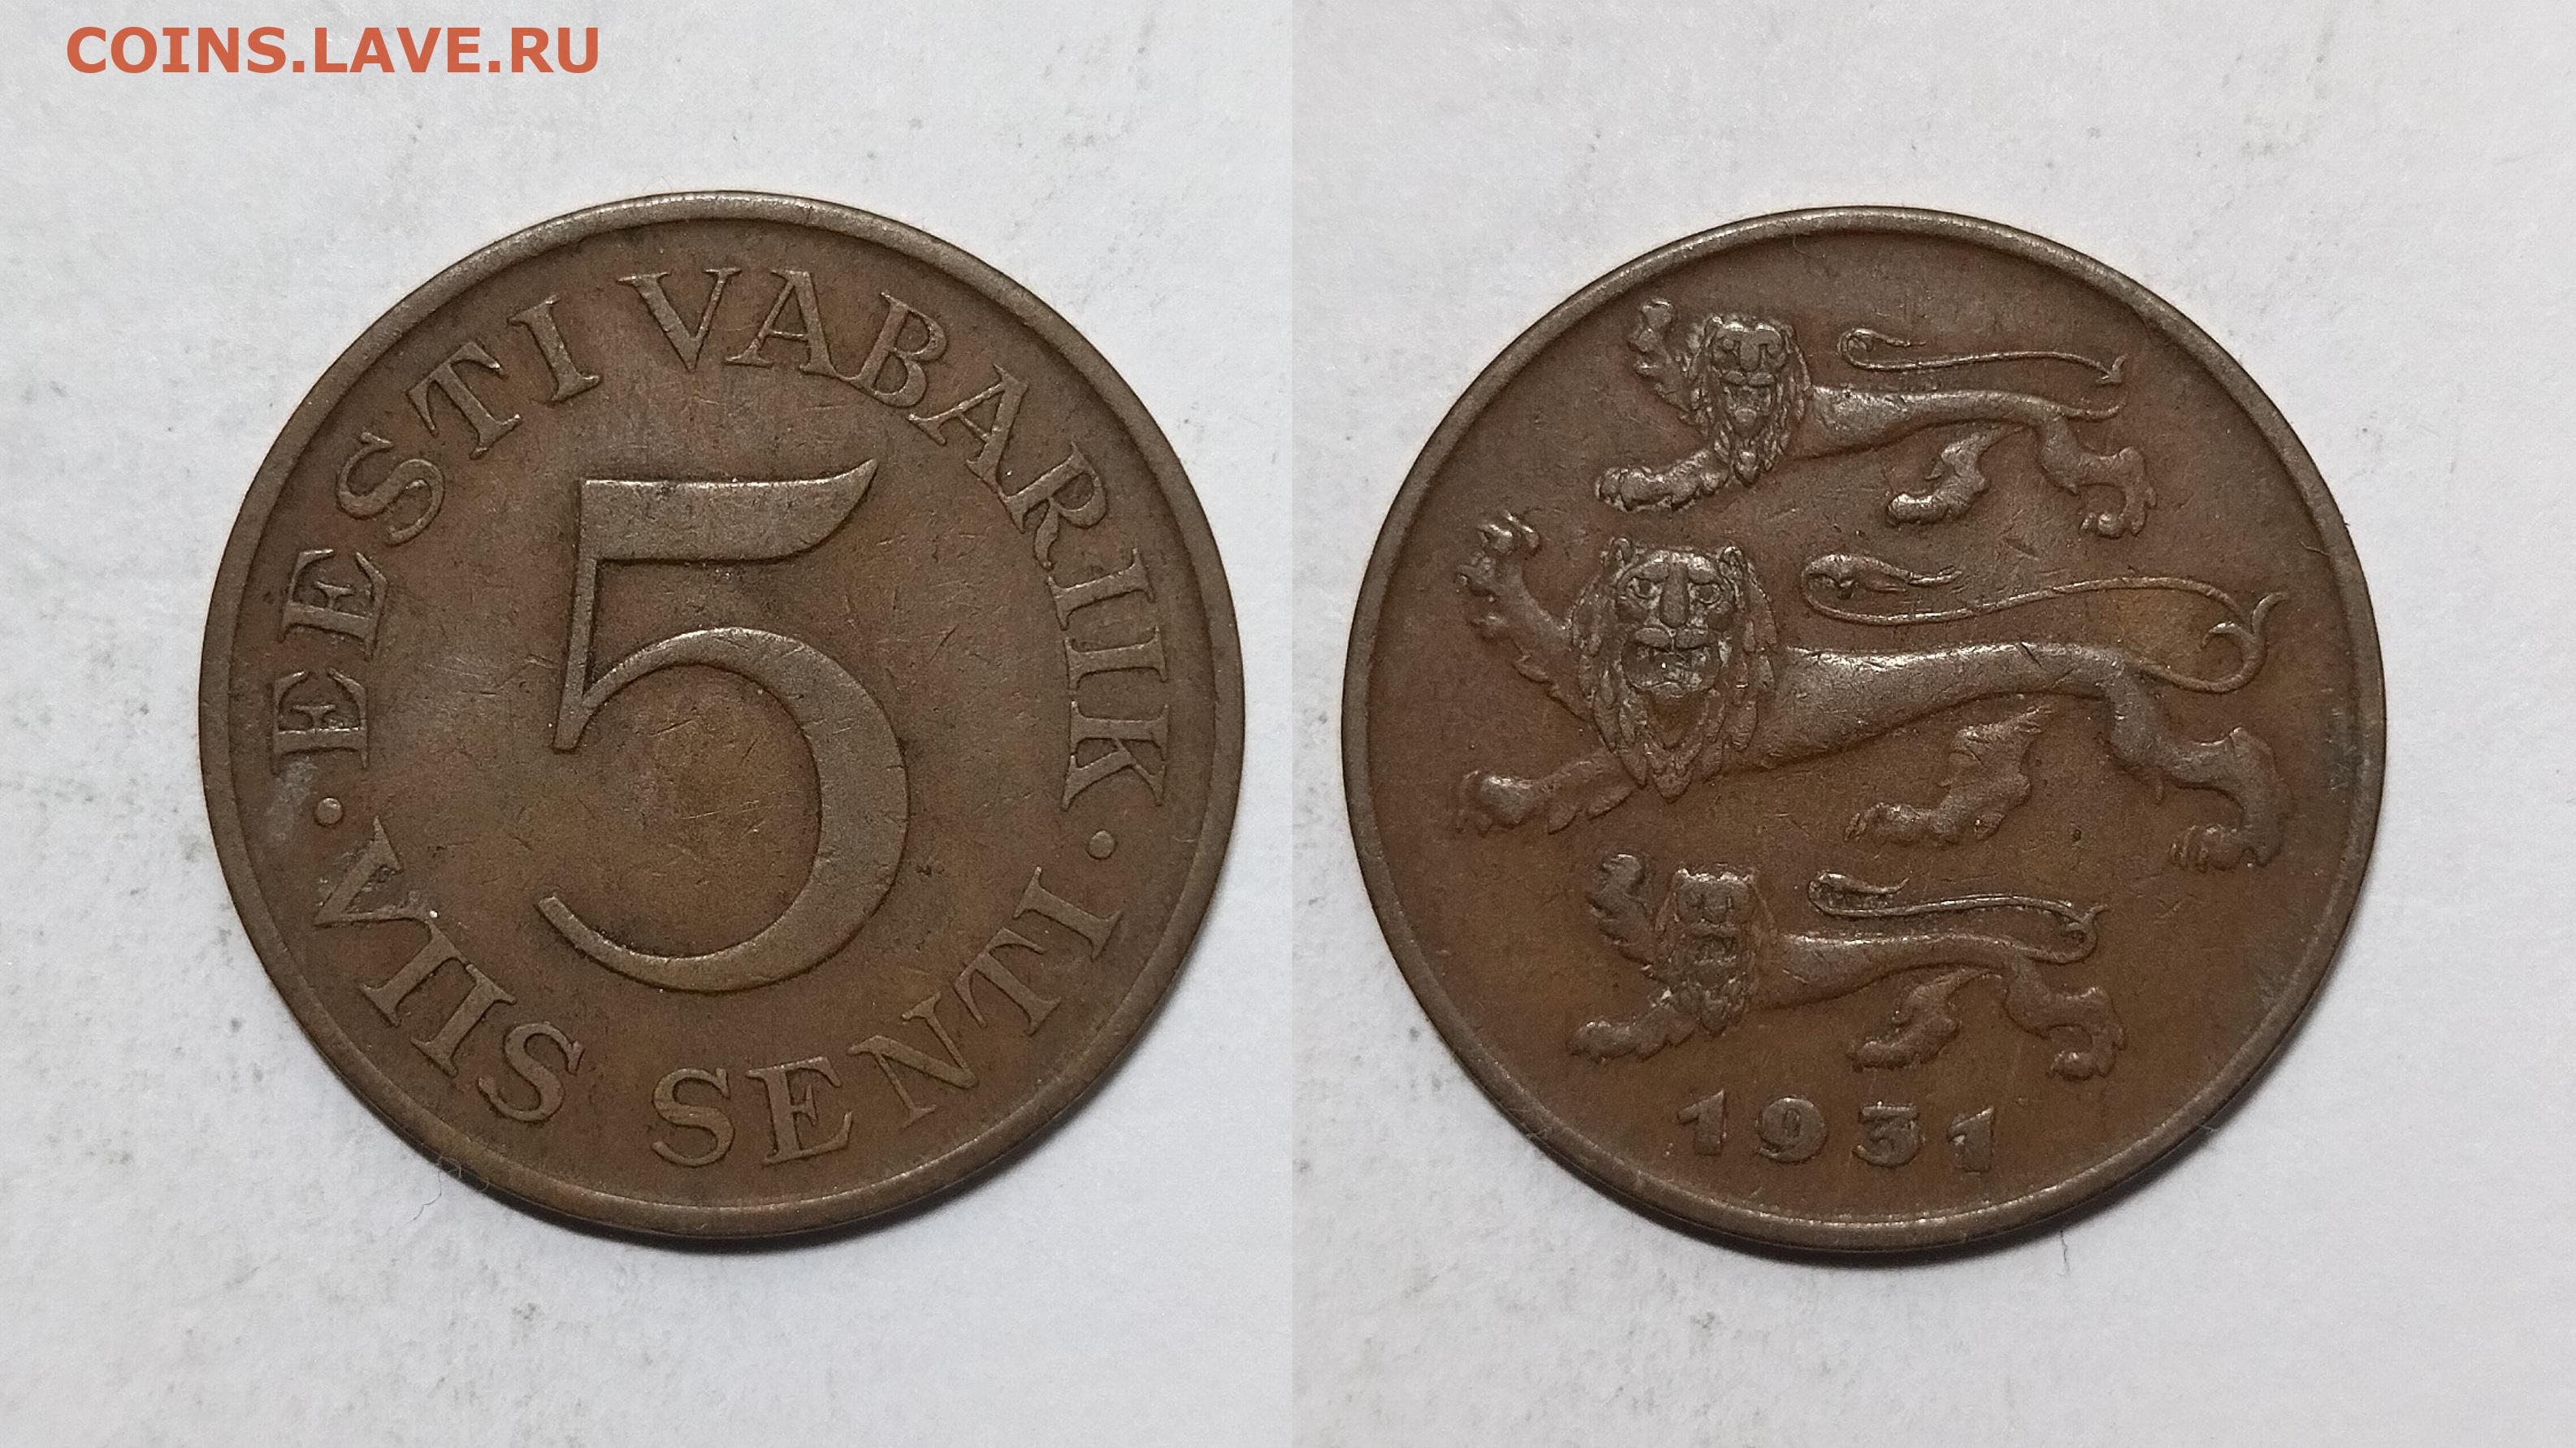 COINS.LAVE.RU
EESTI VABARIIK
5
VIIS SENTI
1931